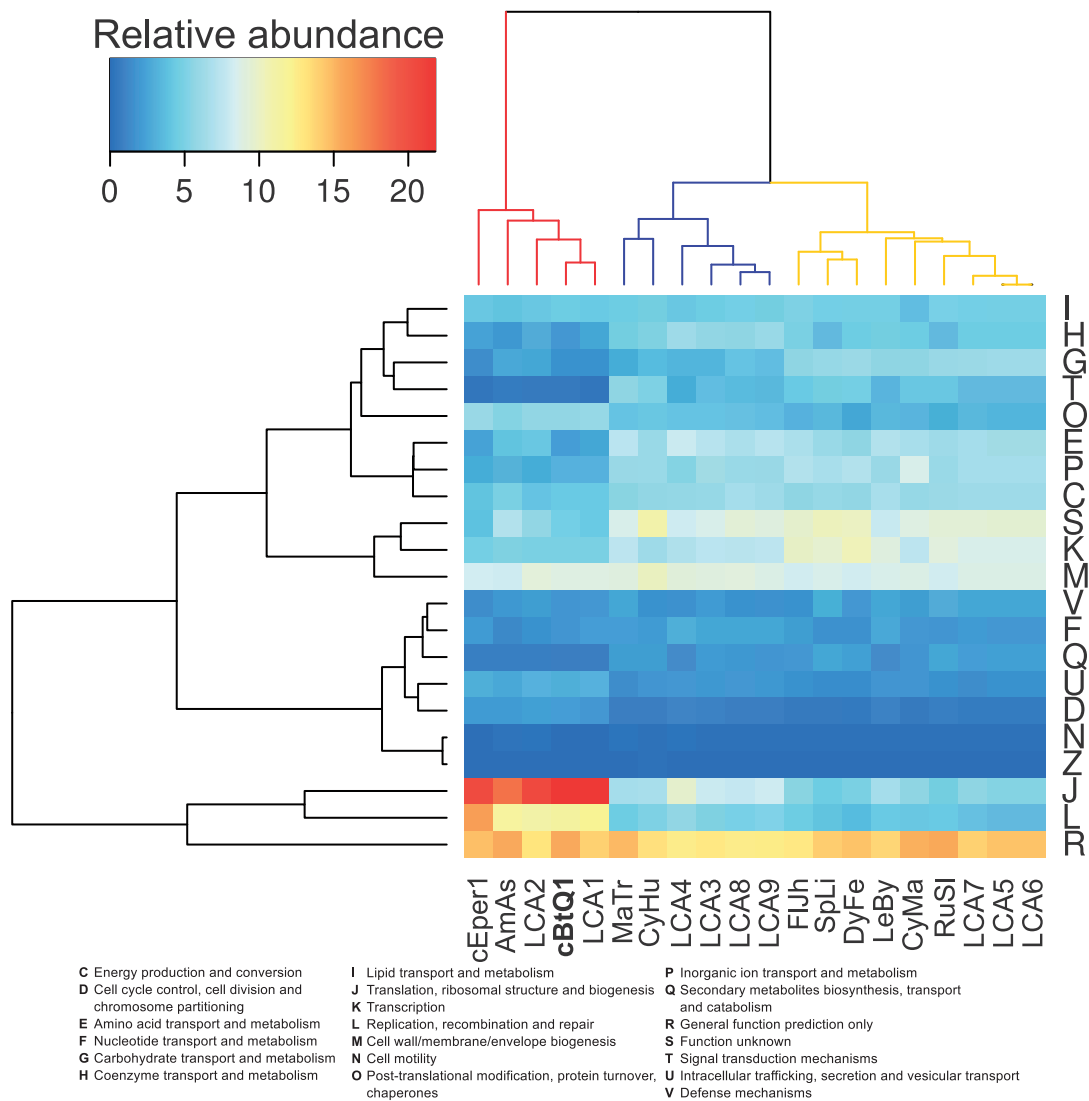 Relative abundance
0 5 10 15 20
I
H
G
T
O
E
P
C
S
K
M
V
F
Q
U
D
N
Z
J
L
R
cEper1 AmAs LCA2 cBtQ1 LCA1 MaTr CyHu LCA4 LCA3 LCA8 LCA9 FlJh SpLi DyFe LeBy CyMa RuSl LCA7 LCA5 LCA6
C Energy production and conversion
D Cell cycle control, cell division and
chromosome partitioning
E Amino acid transport and metabolism
F Nucleotide transport and metabolism
G Carbohydrate transport and metabolism
H Coenzyme transport and metabolism
I Lipid transport and metabolism
J Translation, ribosomal structure and biogenesis
K Transcription
L Replication, recombination and repair
M Cell wall/membrane/envelope biogenesis
N Cell motility
O Post-translational modification, protein turnover,
chaperones
P Inorganic ion transport and metabolism
Q Secondary metabolites biosynthesis, transport
and catabolism
R General function prediction only
S Function unknown
T Signal transduction mechanisms
U Intracellular trafficking, secretion and vesicular transport
V Defense mechanisms